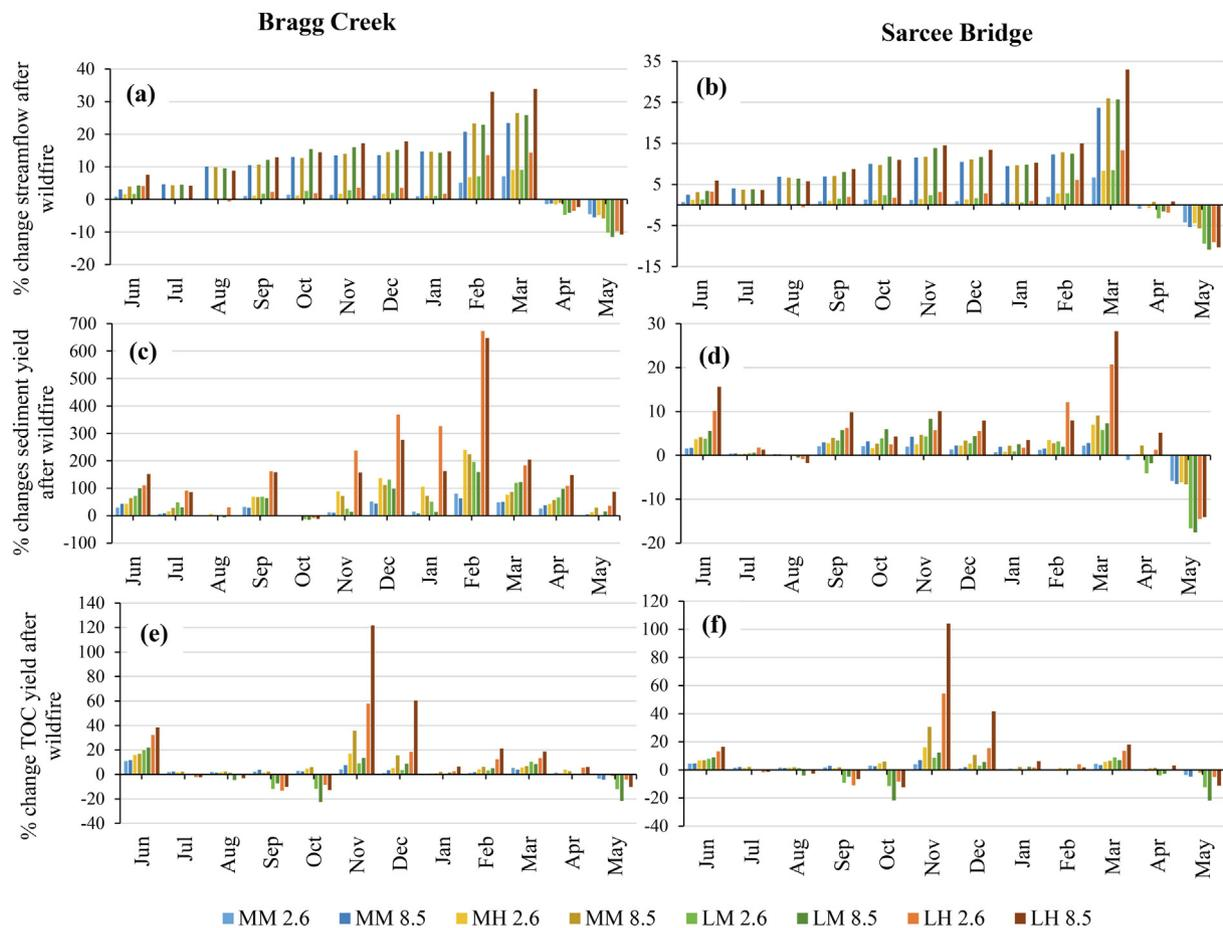 Bragg Creek
Sarcee Bridge
% change streamflow after
wildfire
(a)
40
30
20
10
0
-10
-20
Jun Jul Aug Sep Oct Nov Dec Jan Feb Mar Apr May
(b)
35
25
15
5
-5
-15
Jun Jul Aug Sep Oct Nov Dec Jan Feb Mar Apr May
% changes sediment yield
after wildfire
(c)
700
600
500
400
300
200
100
0
-100
Jun Jul Aug Sep Oct Nov Dec Jan Feb Mar Apr May
(d)
30
20
10
0
-10
-20
Jun Jul Aug Sep Oct Nov Dec Jan Feb Mar Apr May
% change TOC yield after
wildfire
(e)
140
120
100
80
60
40
20
0
-20
-40
Jun Jul Aug Sep Oct Nov Dec Jan Feb Mar Apr May
(f)
120
100
80
60
40
20
0
-20
-40
Jun Jul Aug Sep Oct Nov Dec Jan Feb Mar Apr May
MM 2.6 MM 8.5 MH 2.6 MM 8.5 LM 2.6 LM 8.5 LH 2.6 LH 8.5